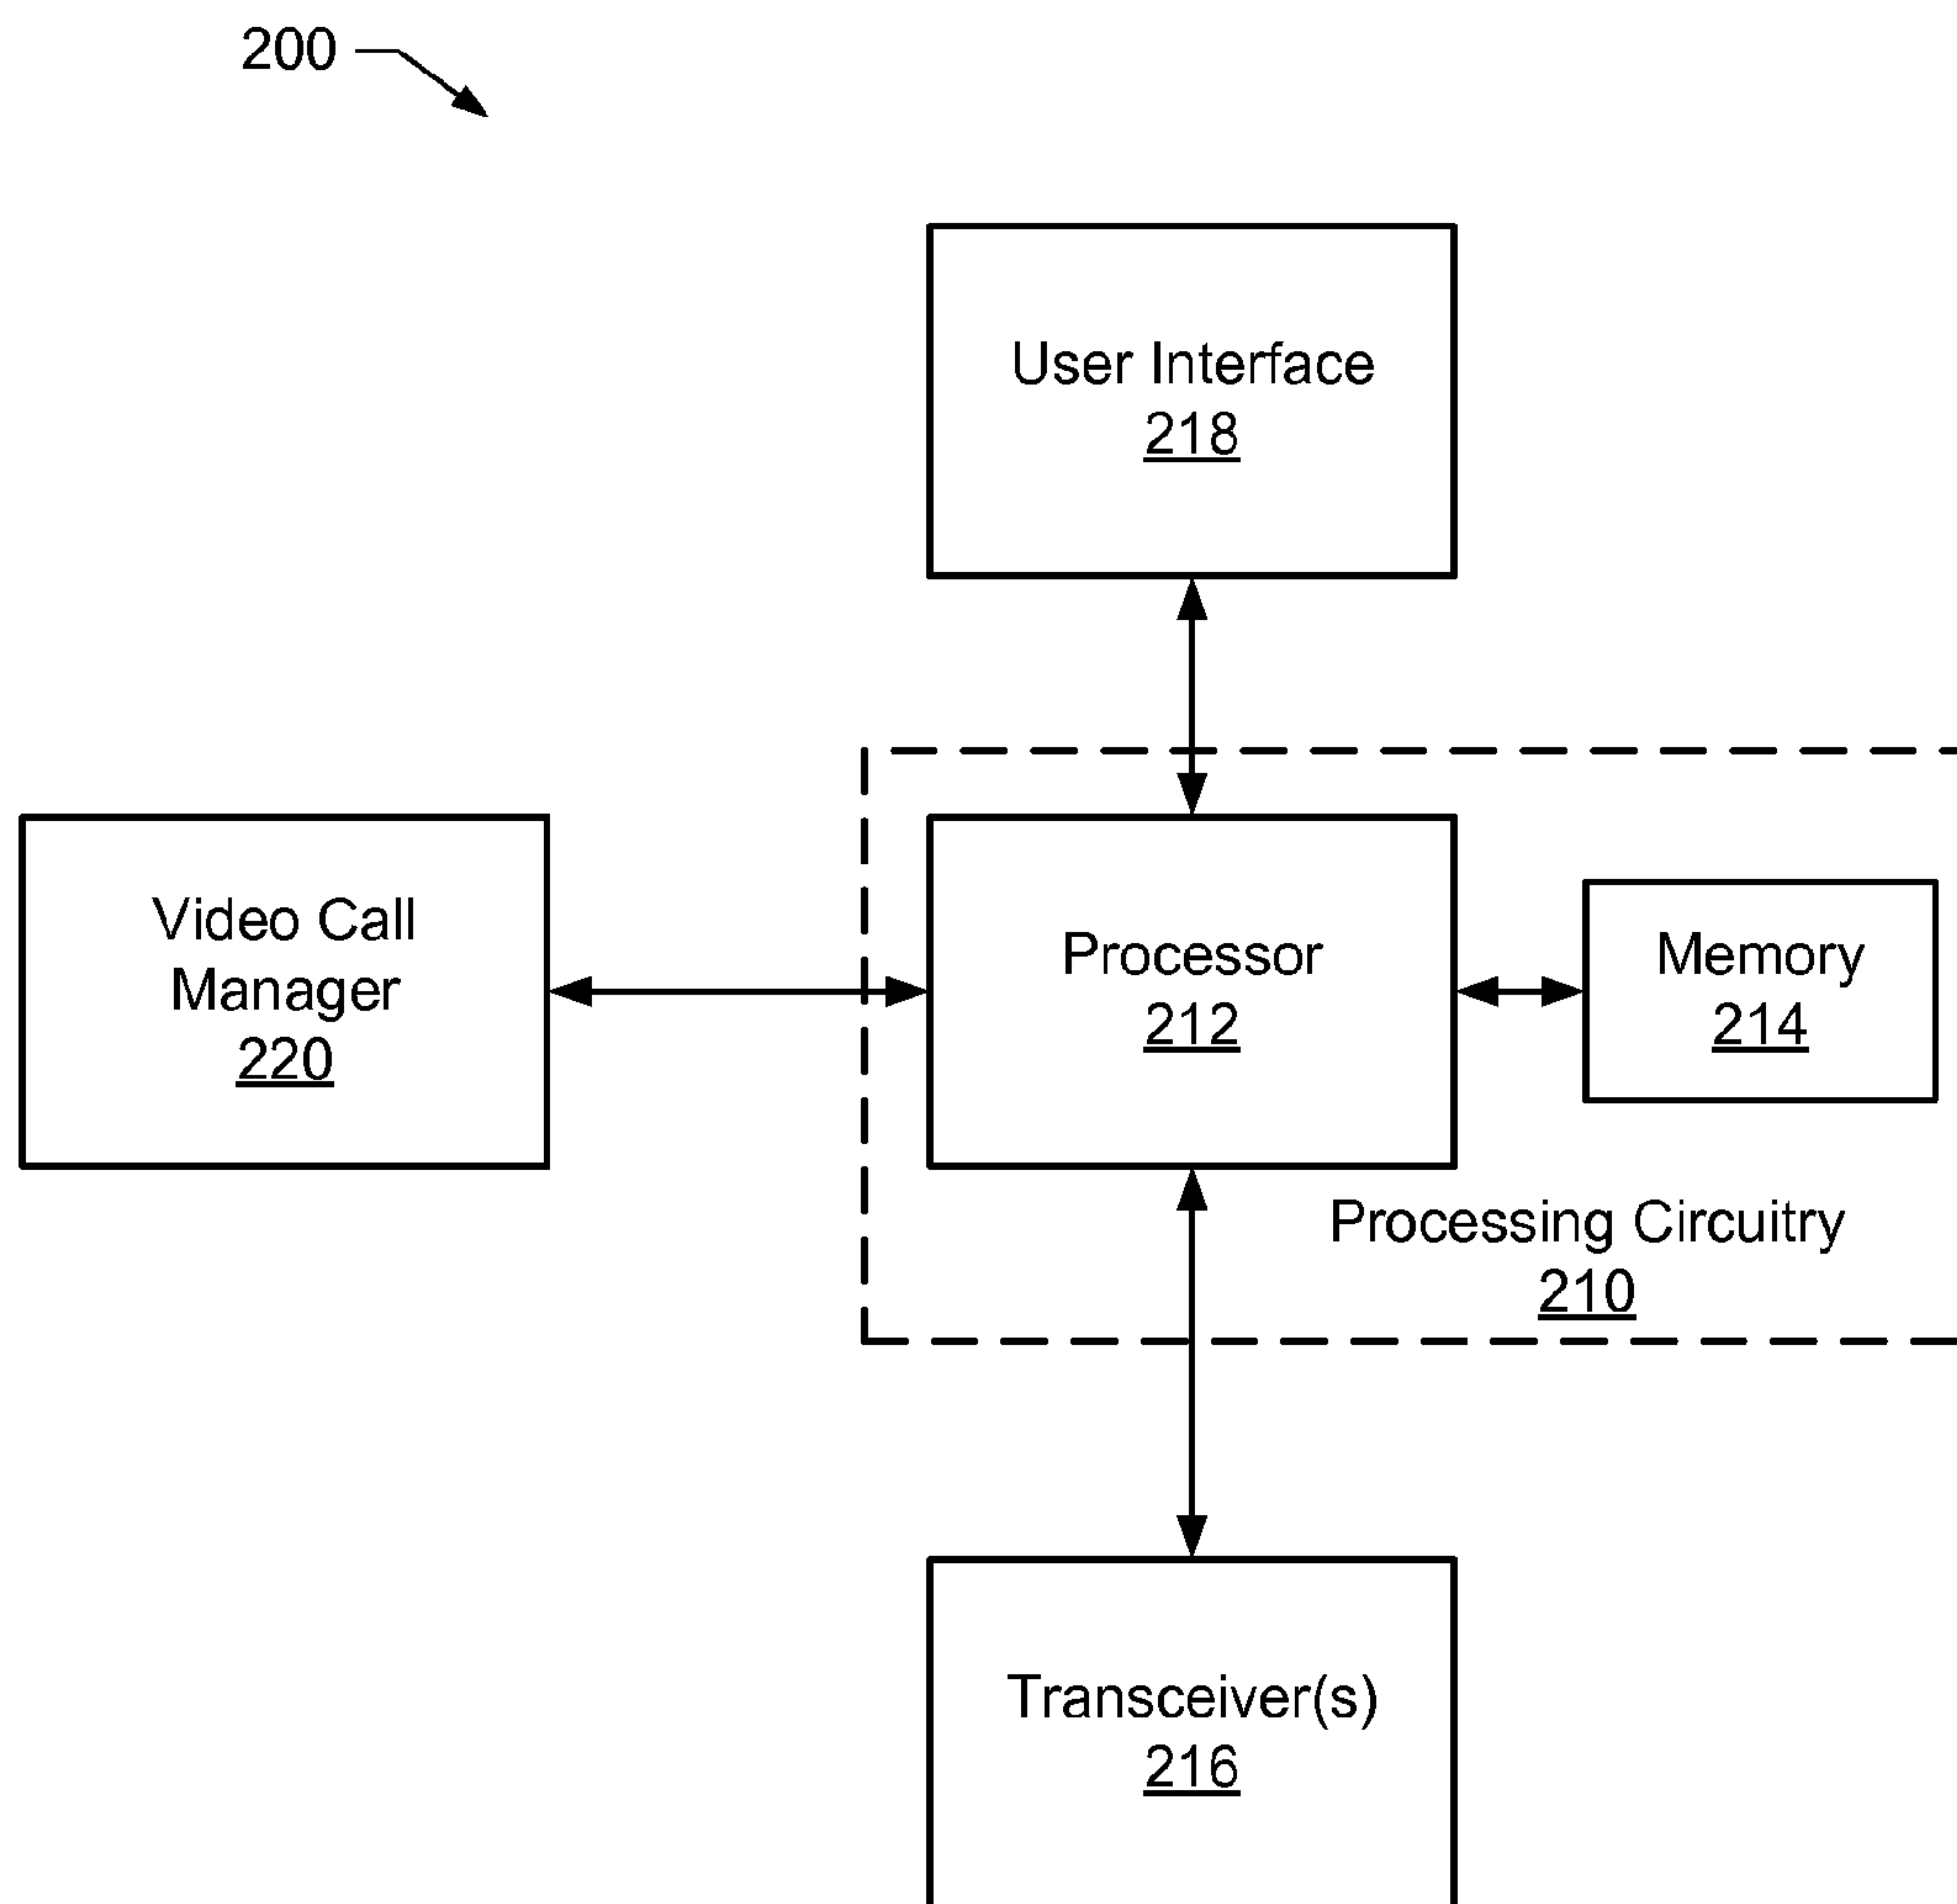 200
User Interface
218
Video Call
Manager
220
Processor
212
Memory
214
Processing Circuitry
210
Transceiver(s)
216